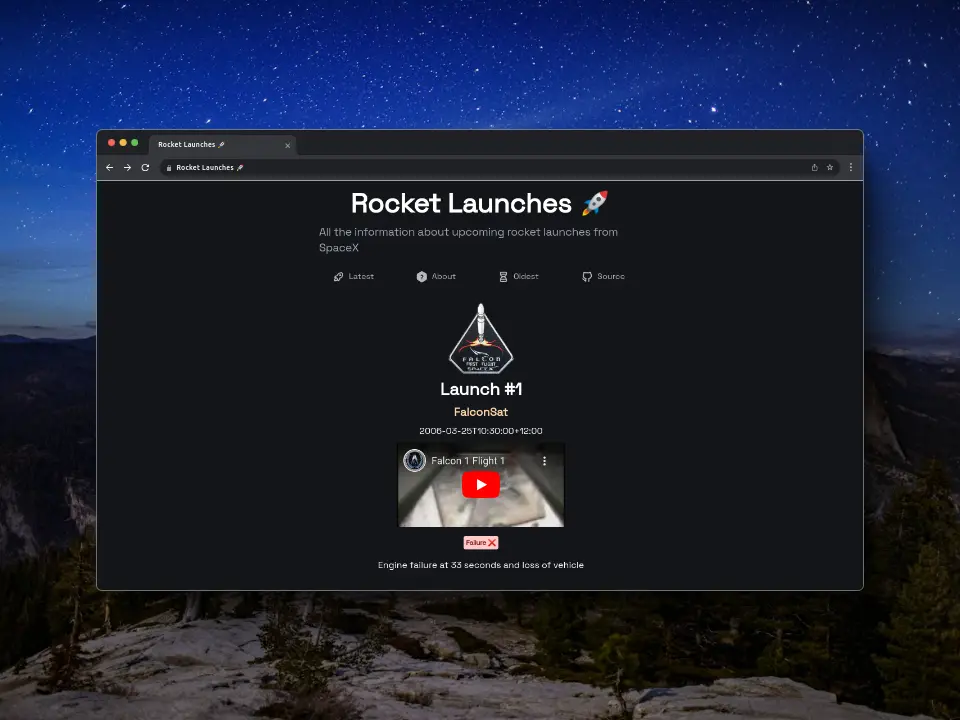 Rocket Launches 🚀
Rocket Launches 🚀
Rocket Launches 🚀
All the information about upcoming rocket launches from
SpaceX
Latest
About
Oldest
Source
FALCON
FIRST FLIGHT
SPACEX
Launch #1
FalconSat
2006-03-25T10:30:00+12:00
Falcon 1 Flight 1
Failure ❌
Engine failure at 33 seconds and loss of vehicle